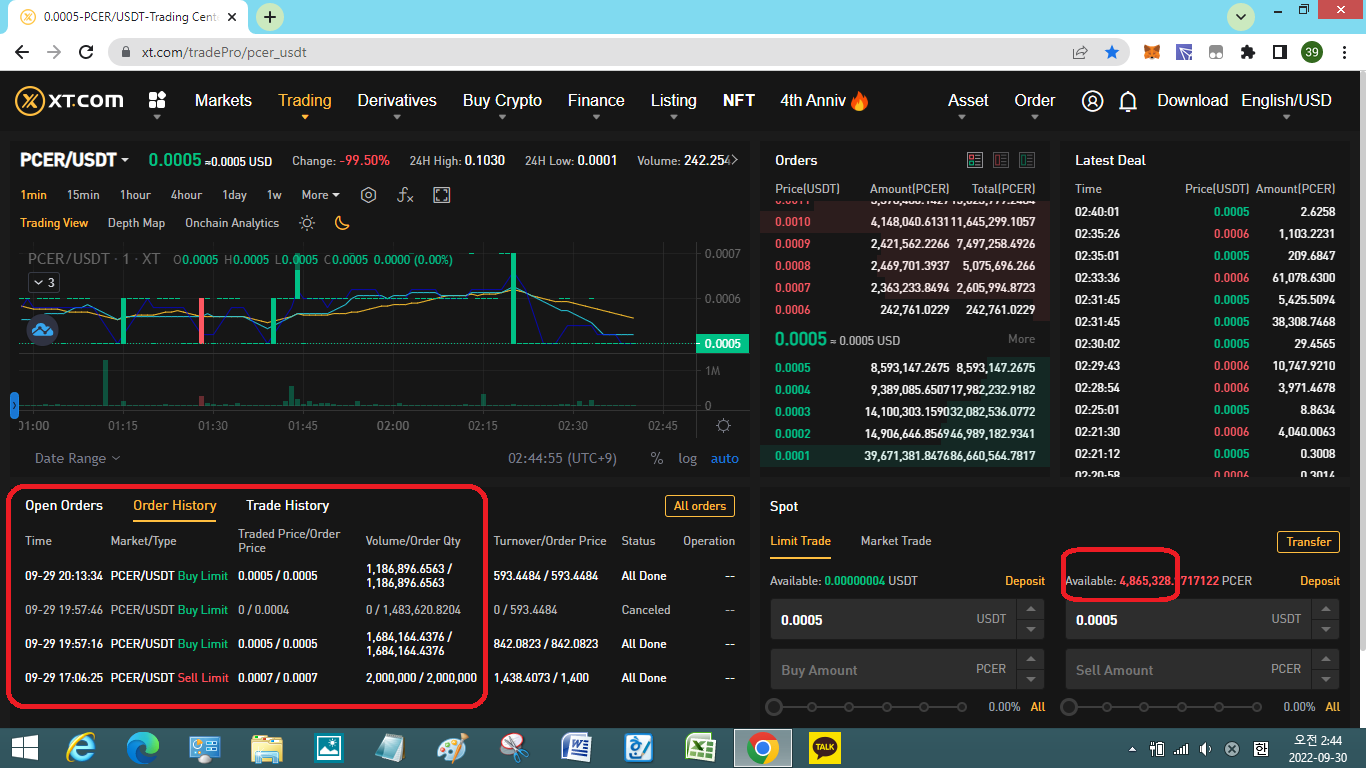 0.0005-PCER/USDT-Trading Cent
xt.com/tradePro/pcer_usdt
39
XT.COM Markets Trading Derivatives Buy Crypto Finance Listing NFT 4th Anniv Asset Order Download English/USD
PCER/USDT 0.0005 ≈0.0005 USD Change: -99.50% 24H High: 0.1030 24H Low: 0.0001 Volume: 242.254
1min 15min 1hour 4hour 1day 1w More
Trading View Depth Map Onchain Analytics
PCER/USDT · 1 · XT O0.0005 H0.0005 L0.0005 C0.0005 0.0000 (0.00%)
3
0.0007
0.0006
0.0005
1M
0
01:00 01:15 01:30 01:45 02:00 02:15 02:30 02:45
Date Range 02:44:55 (UTC+9) % log auto
Orders
Price(USDT) Amount(PCER) Total(PCER)
0.0010 4,148,040.6131 11,645,299.1057
0.0009 2,421,562.2266 7,497,258.4926
0.0008 2,469,701.3937 5,075,696.266
0.0007 2,363,233.8494 2,605,994.8723
0.0006 242,761.0229 242,761.0229
0.0005 ≈ 0.0005 USD More
0.0005 8,593,147.2675 8,593,147.2675
0.0004 9,389,085.6507 17,982,232.9182
0.0003 14,100,303.1590 32,082,536.0772
0.0002 14,906,646.8569 46,989,182.9341
0.0001 39,671,381.8476 86,660,564.7817
Latest Deal
Time Price(USDT) Amount(PCER)
02:40:01 0.0005 2.6258
02:35:26 0.0006 1,103.2231
02:35:01 0.0005 209.6847
02:33:36 0.0006 61,078.6300
02:31:45 0.0005 5,425.5094
02:31:45 0.0005 38,308.7468
02:30:02 0.0005 29.4565
02:29:43 0.0006 10,747.9210
02:28:54 0.0006 3,971.4678
02:25:01 0.0005 8.8634
02:21:30 0.0006 4,040.0063
02:21:12 0.0005 0.3008
02:20:58 0.0006 0.3014
Open Orders Order History Trade History All orders
Time Market/Type Traded Price/Order Price Volume/Order Qty Turnover/Order Price Status Operation
09-29 20:13:34 PCER/USDT Buy Limit 0.0005 / 0.0005 1,186,896.6563 / 1,186,896.6563 593.4484 / 593.4484 All Done --
09-29 19:57:46 PCER/USDT Buy Limit 0 / 0.0004 0 / 1,483,620.8204 0 / 593.4484 Canceled --
09-29 19:57:16 PCER/USDT Buy Limit 0.0005 / 0.0005 1,684,164.4376 / 1,684,164.4376 842.0823 / 842.0823 All Done --
09-29 17:06:25 PCER/USDT Sell Limit 0.0007 / 0.0007 2,000,000 / 2,000,000 1,438.4073 / 1,400 All Done --
Spot
Limit Trade Market Trade Transfer
Available: 0.00000004 USDT Deposit
0.0005 USDT
Buy Amount PCER
0.00% All
Available: 4,865,328. 717122 PCER Deposit
0.0005 USDT
Sell Amount PCER
0.00% All
TALK
오전 2:44
2022-09-30